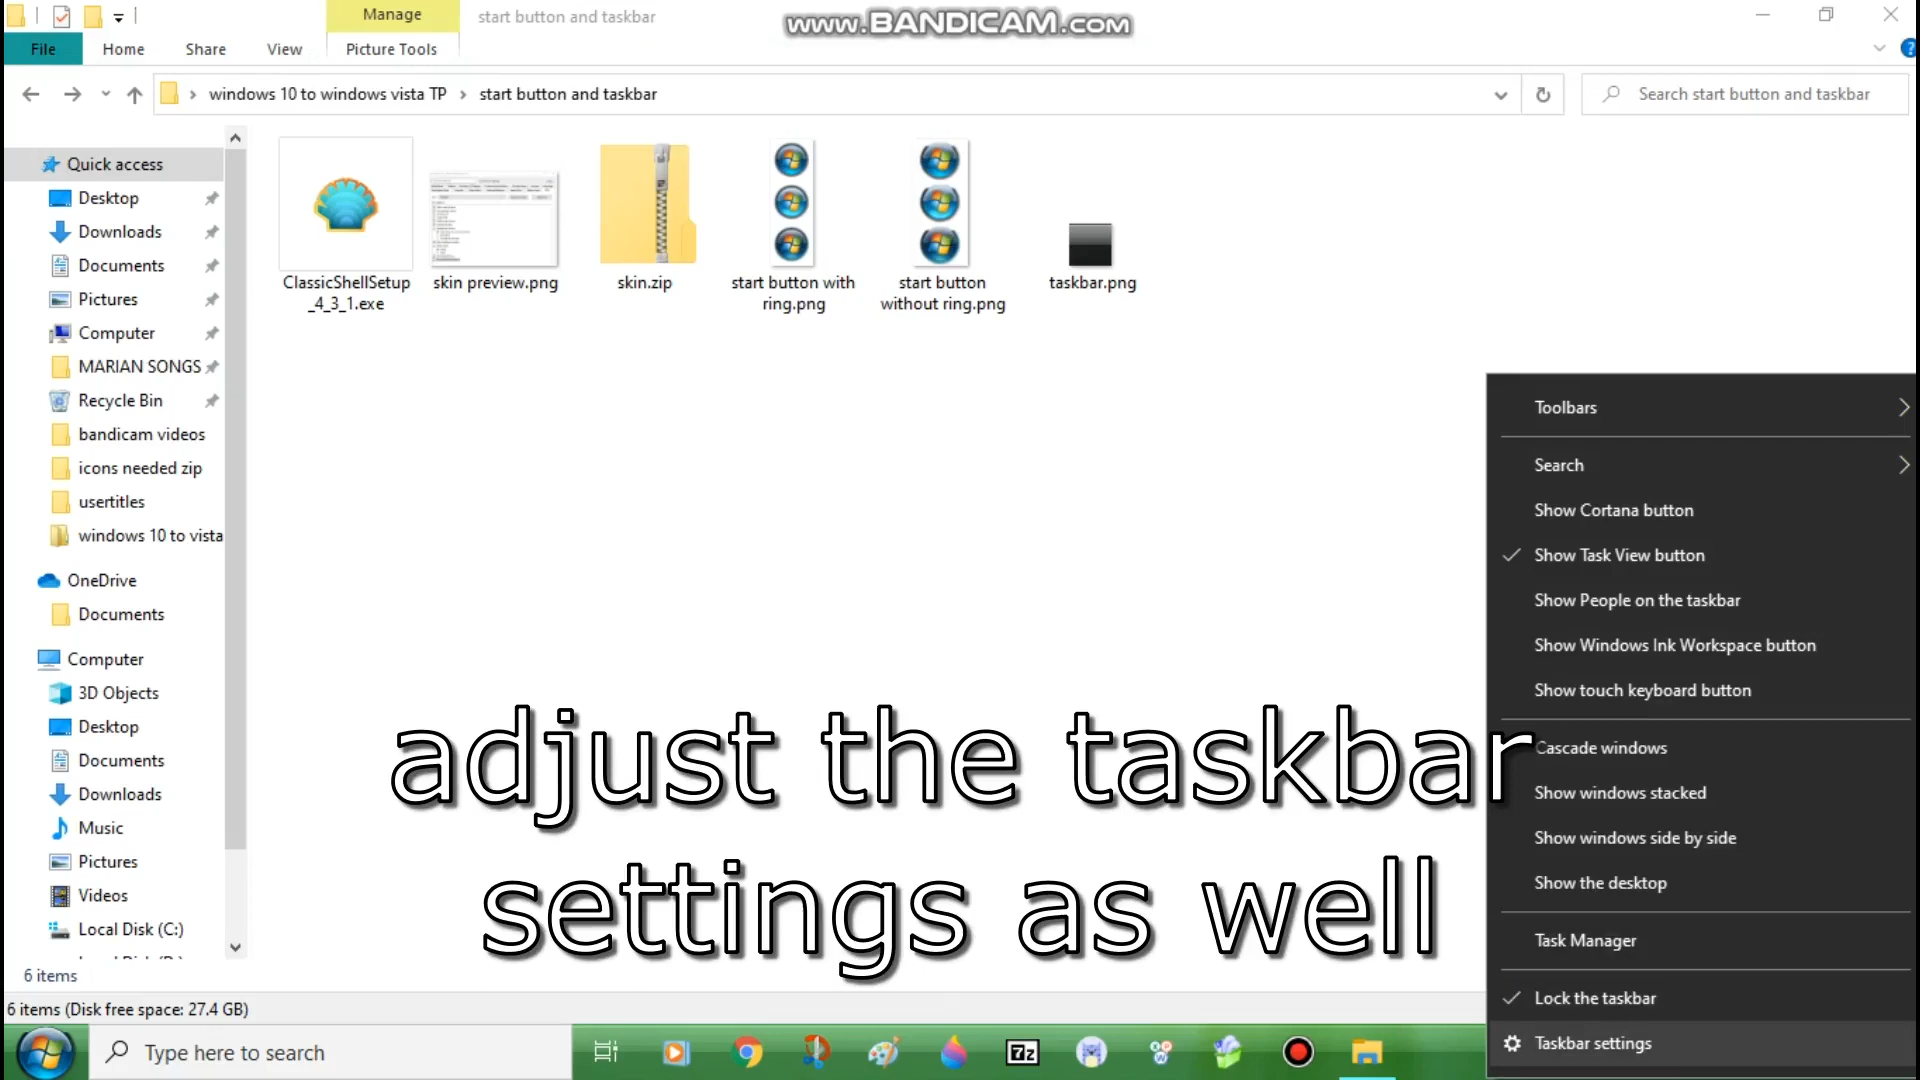 Manage
start button and taskbar
www.BANDICAM.com
File
Home
Share
View
Picture Tools
windows 10 to windows vista TP
start button and taskbar
Search start button and taskbar
Quick access
Desktop
Downloads
Documents
Pictures
Computer
MARIAN SONGS
Recycle Bin
bandicam videos
icons needed zip
usertitles
windows 10 to vista
OneDrive
Documents
Computer
3D Objects
Desktop
Documents
Downloads
Music
Pictures
Videos
Local Disk (C:)
ClassicShellSetup
_4_3_1.exe
skin preview.png
skin.zip
start button with
ring.png
start button
without ring.png
taskbar.png
Toolbars
Search
Show Cortana button
Show Task View button
Show People on the taskbar
Show Windows Ink Workspace button
Show touch keyboard button
Cascade windows
Show windows stacked
Show windows side by side
Show the desktop
Task Manager
Lock the taskbar
Taskbar settings
adjust the taskbar
settings as well
6 items
6 items (Disk free space: 27.4 GB)
Type here to search
7z